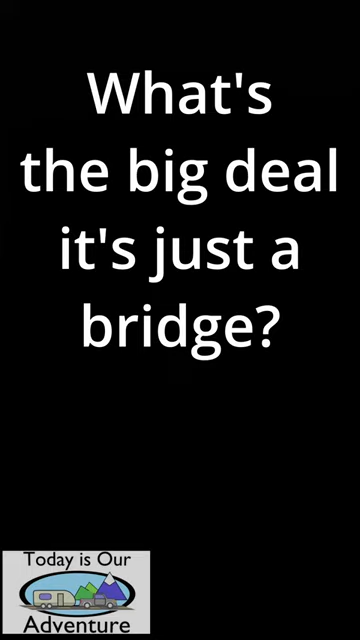 What's
the big deal
it's just a
bridge?
Today is Our
Adventure